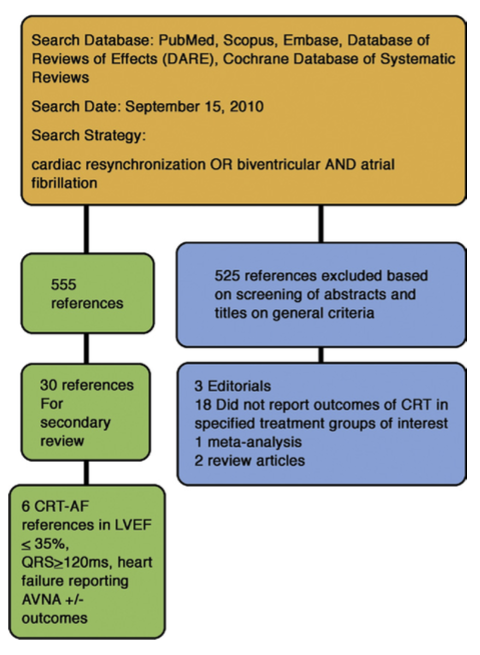 Search Database: PubMed, Scopus, Embase, Database of
Reviews of Effects (DARE), Cochrane Database of Systematic
Reviews
Search Date: September 15, 2010
Search Strategy:
cardiac resynchronization OR biventricular AND atrial
fibrillation
555
references
525 references excluded based
on screening of abstracts and
titles on general criteria
30 references
For
secondary
review
3 Editorials
18 Did not report outcomes of CRT in
specified treatment groups of interest
1 meta-analysis
2 review articles
6 CRT-AF
references in LVEF
≤ 35%,
QRS≥120ms, heart
failure reporting
AVNA +/-
outcomes